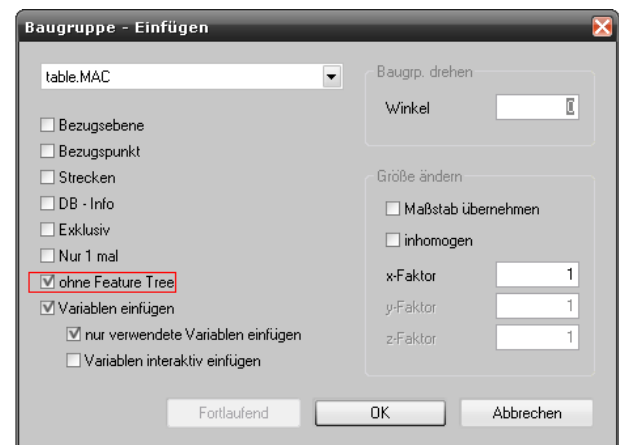 Baugruppe - Einfügen
table.MAC
Bezugsebene
Bezugspunkt
Strecken
DB - Info
Exklusiv
Nur 1 mal
ohne Feature Tree
Variablen einfügen
nur verwendete Variablen einfügen
Variablen interaktiv einfügen
Baugrp. drehen
Winkel 0
Größe ändern
Maßstab übernehmen
inhomogen
x-Faktor 1
y-Faktor 1
z-Faktor 1
Fortlaufend OK Abbrechen